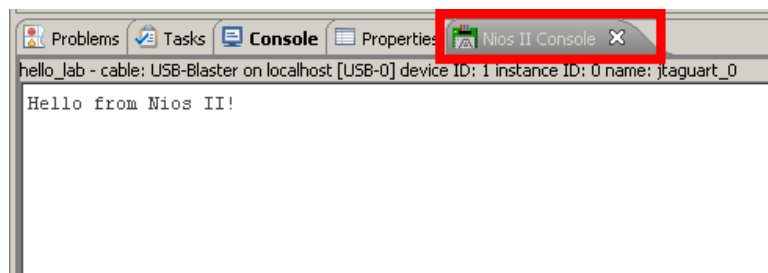 Problems Tasks Console Properties Nios II Console
hello_lab - cable: USB-Blaster on localhost [USB-0] device ID: 1 instance ID: 0 name: jtaguart_0
Hello from Nios II!